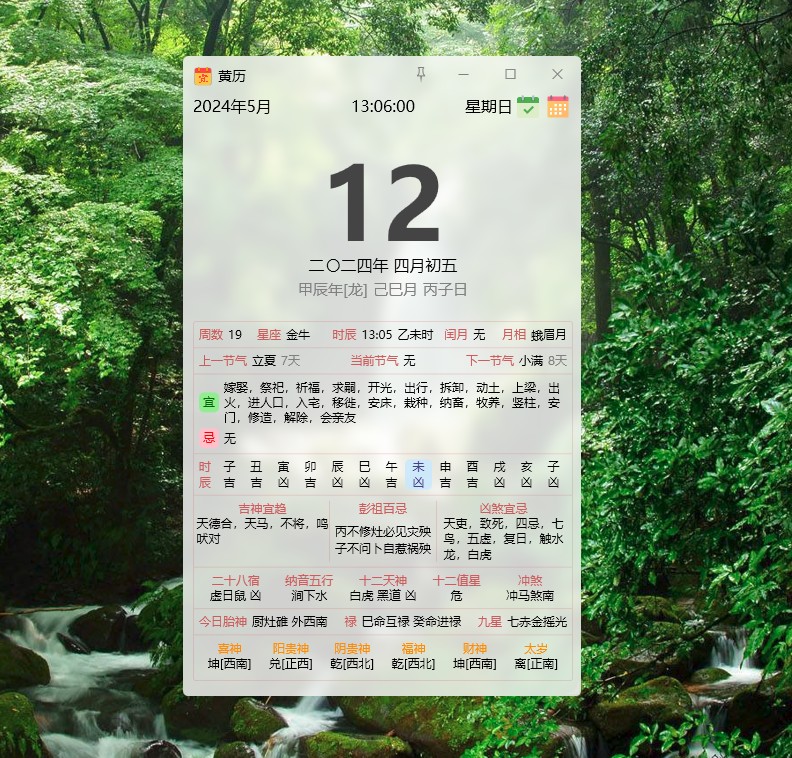 黄历
2024年5月 13:06:00 星期日
12
二〇二四年 四月初五
甲辰年[龙] 己巳月 丙子日
周数 19 星座 金牛 时辰 13:05 乙未时 闰月 无 月相 蛾眉月
上一节气 立夏 7天 当前节气 无 下一节气 小满 8天
宜 嫁娶，祭祀，祈福，求嗣，开光，出行，拆卸，动土，上梁，出
火，进人口，入宅，移徙，安床，栽种，纳畜，牧养，竖柱，安
门，修造，解除，会亲友
忌 无
时 子 丑 寅 卯 辰 巳 午 未 申 酉 戌 亥 子
辰 吉 吉 凶 吉 凶 凶 吉 凶 吉 吉 凶 凶 凶
吉神宜趋
天德合，天马，不将，鸣
吠对
彭祖百忌
丙不修灶必见灾殃
子不问卜自惹祸殃
凶煞宜忌
天吏，致死，四忌，七
鸟，五虚，复日，触水
龙，白虎
二十八宿 纳音五行 十二天神 十二值星 冲煞
虚日鼠 凶 涧下水 白虎 黑道 凶 危 冲马煞南
今日胎神 厨灶碓 外西南 禄 巳命互禄 癸命进禄 九星 七赤金摇光
喜神 阳贵神 阴贵神 福神 财神 太岁
坤[西南] 兑[正西] 乾[西北] 乾[西北] 坤[西南] 离[正南]